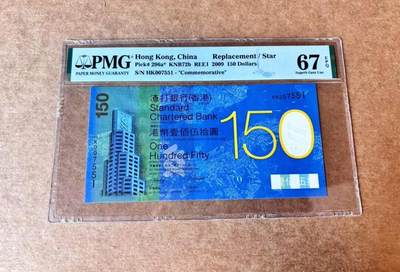 PMG
PAPER MONEY GUARANTY
Hong Kong, China Replacement / Star
Pick# 296a* KNB72b REE1 2009 150 Dollars
S/N HK007551 - "Commemorative"
67 EPQ
Superb Gem Unc
150
HK007551
HK007551
渣打銀行(香港)
Standard
Chartered Bank
港幣壹佰伍拾圓
One
Hundred Fifty
150